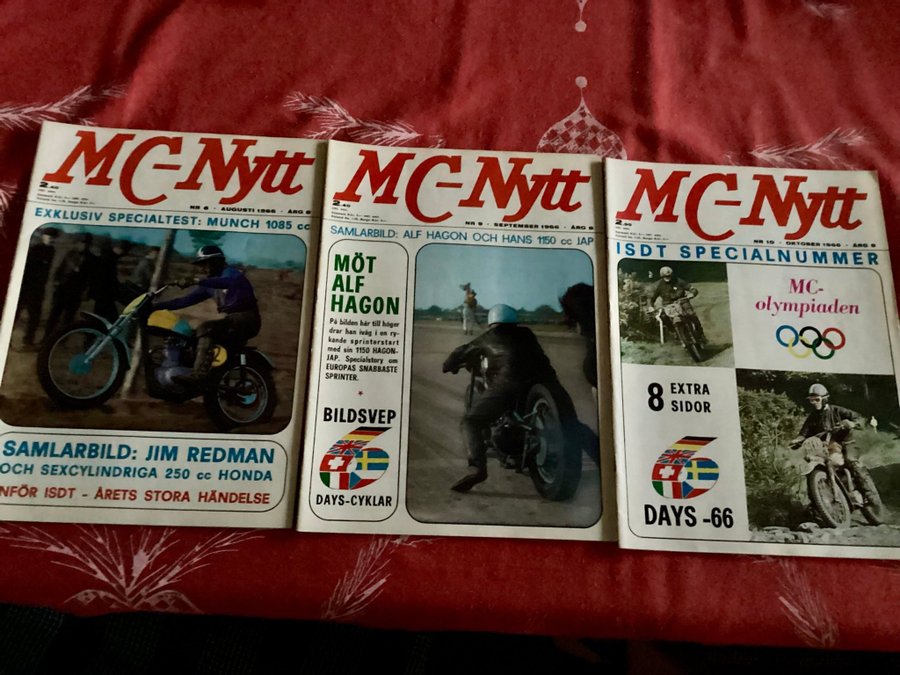 MC-Nytt
2.40
NR 6 · AUGUSTI 1966 · ÅRG 8
EXKLUSIV SPECIALTEST: MÜNCH 1085 cc
SAMLARBILD: JIM REDMAN
OCH SEXCYLINDRIGA 250 cc HONDA
INFÖR ISDT - ÅRETS STORA HÄNDELSE
MC-Nytt
2.40
NR 9 · SEPTEMBER 1966 · ÅRG 8
SAMLARBILD: ALF HAGON OCH HANS 1150 cc JAP
MÖT
ALF
HAGON
På bilden här till höger
drar han iväg i en ry-
kande sprinterstart
med sin 1150 HAGON-
JAP. Specialstory om
EUROPAS SNABBASTE
SPRINTER.
BILDSVEP
6
DAYS-CYKLAR
MC-Nytt
2.40
NR 10 · OKTOBER 1966 · ÅRG 8
ISDT SPECIALNUMMER
MC-
olympiaden
8 EXTRA
SIDOR
6
DAYS -66